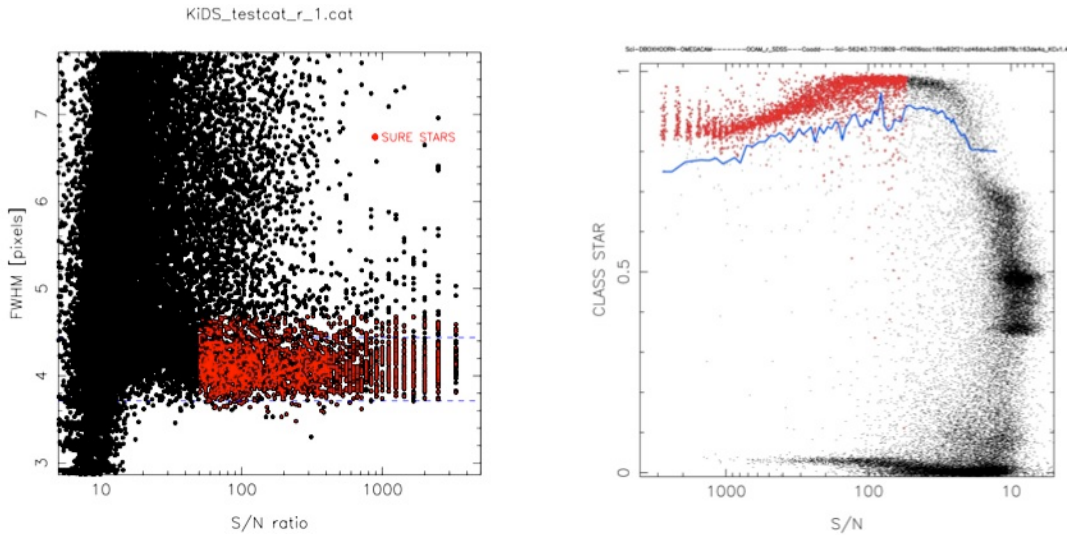 KiDS_testcat_r_1.cat
7
6
5
4
3
FWHM [pixels]
SURE STARS
10
100
1000
S/N ratio
1
0.5
0
CLASS STAR
1000
100
10
S/N